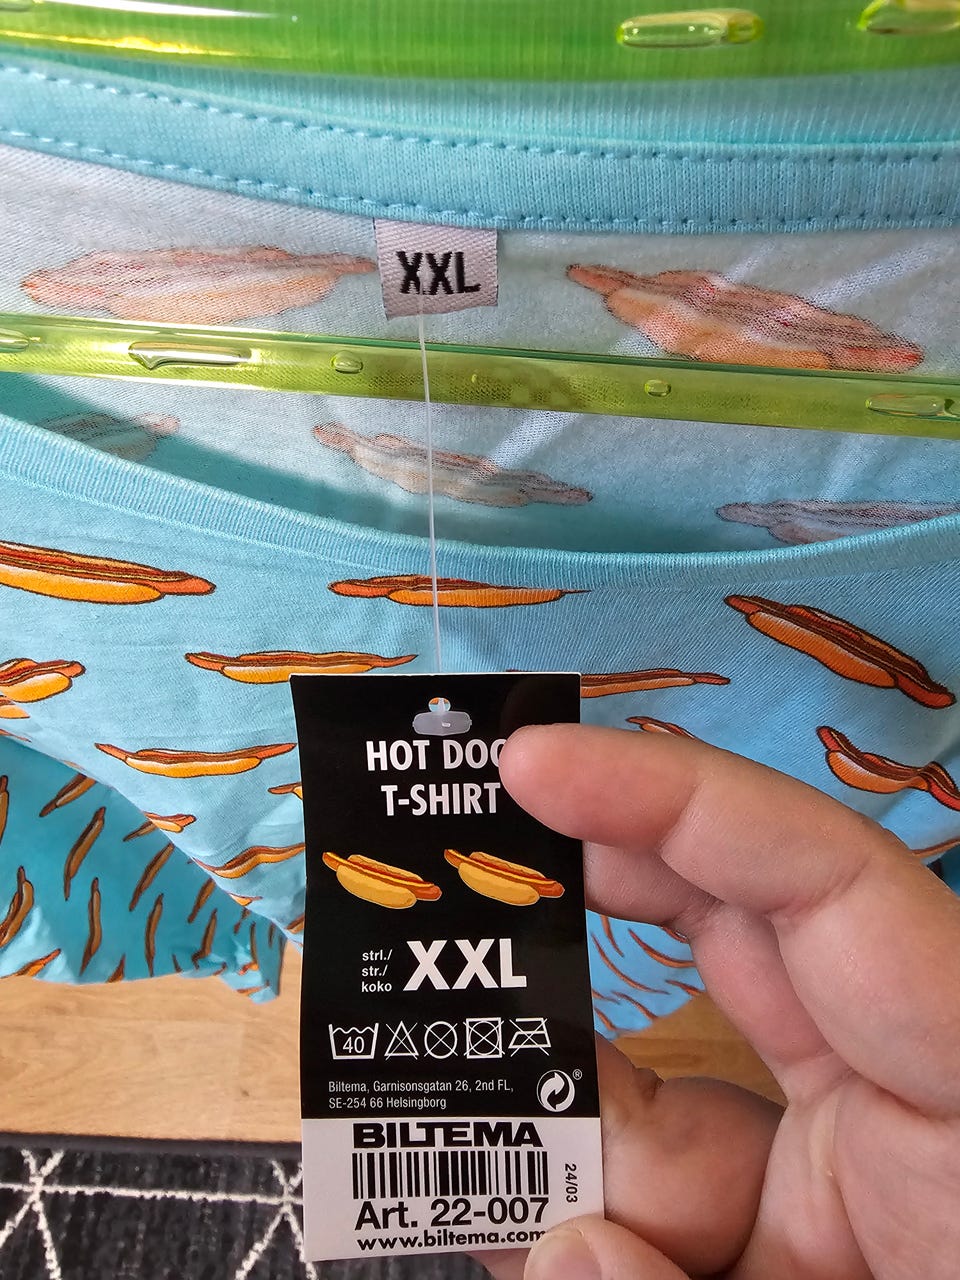 XXL
HOT DOG
T-SHIRT
strl./
str./
koko
XXL
40
Biltema, Garnisonsgatan 26, 2nd FL,
SE-254 66 Helsingborg
®
BILTEMA
24/03
Art. 22-007
www.biltema.com